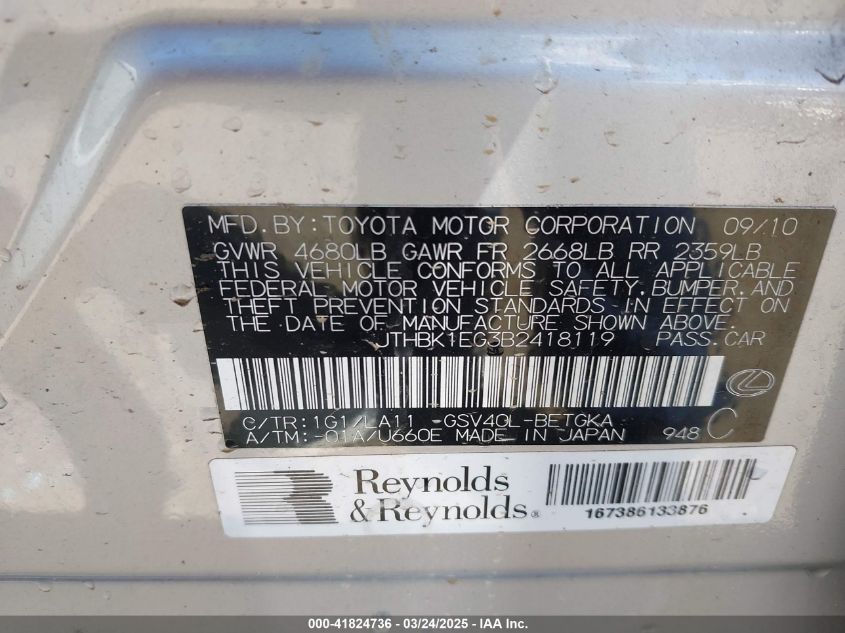 MFD.BY:TOYOTA MOTOR CORPORATION 09/10
GVWR 4680LB GAWR FR 2668LB RR 2359LB
THIS VEHICLE CONFORMS TO ALL APPLICABLE
FEDERAL MOTOR VEHICLE SAFETY,BUMPER,AND
THEFT PREVENTION STANDARDS IN EFFECT ON
THE DATE OF MANUFACTURE SHOWN ABOVE.
JTHBK1EG3B2418119 PASS.CAR
C/TR:1G1/LA11 -GSV40L-BETGKA
A/TM:-01A/U660E MADE IN JAPAN 948 C
Reynolds
& Reynolds®
167386133876
000-41824736 - 03/24/2025 - IAA Inc.